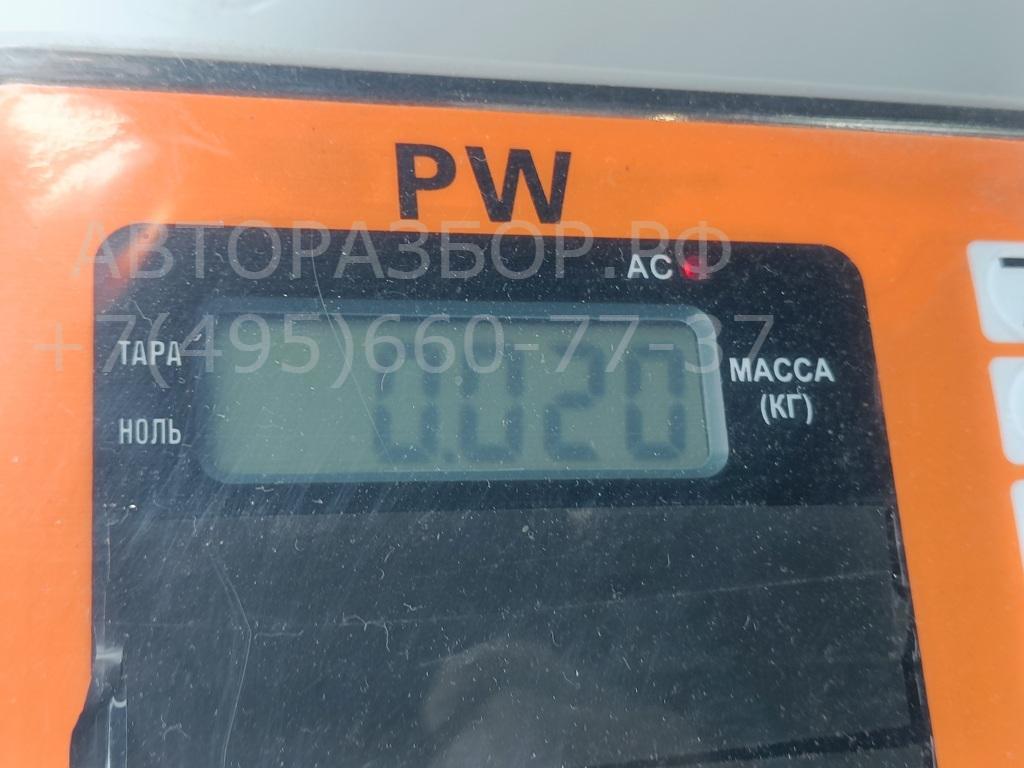 PW
АВТОРАЗБОР.РФ
AC
+7(495)660-77-37
ТАРА
0.020
МАССА
(КГ)
НОЛЬ